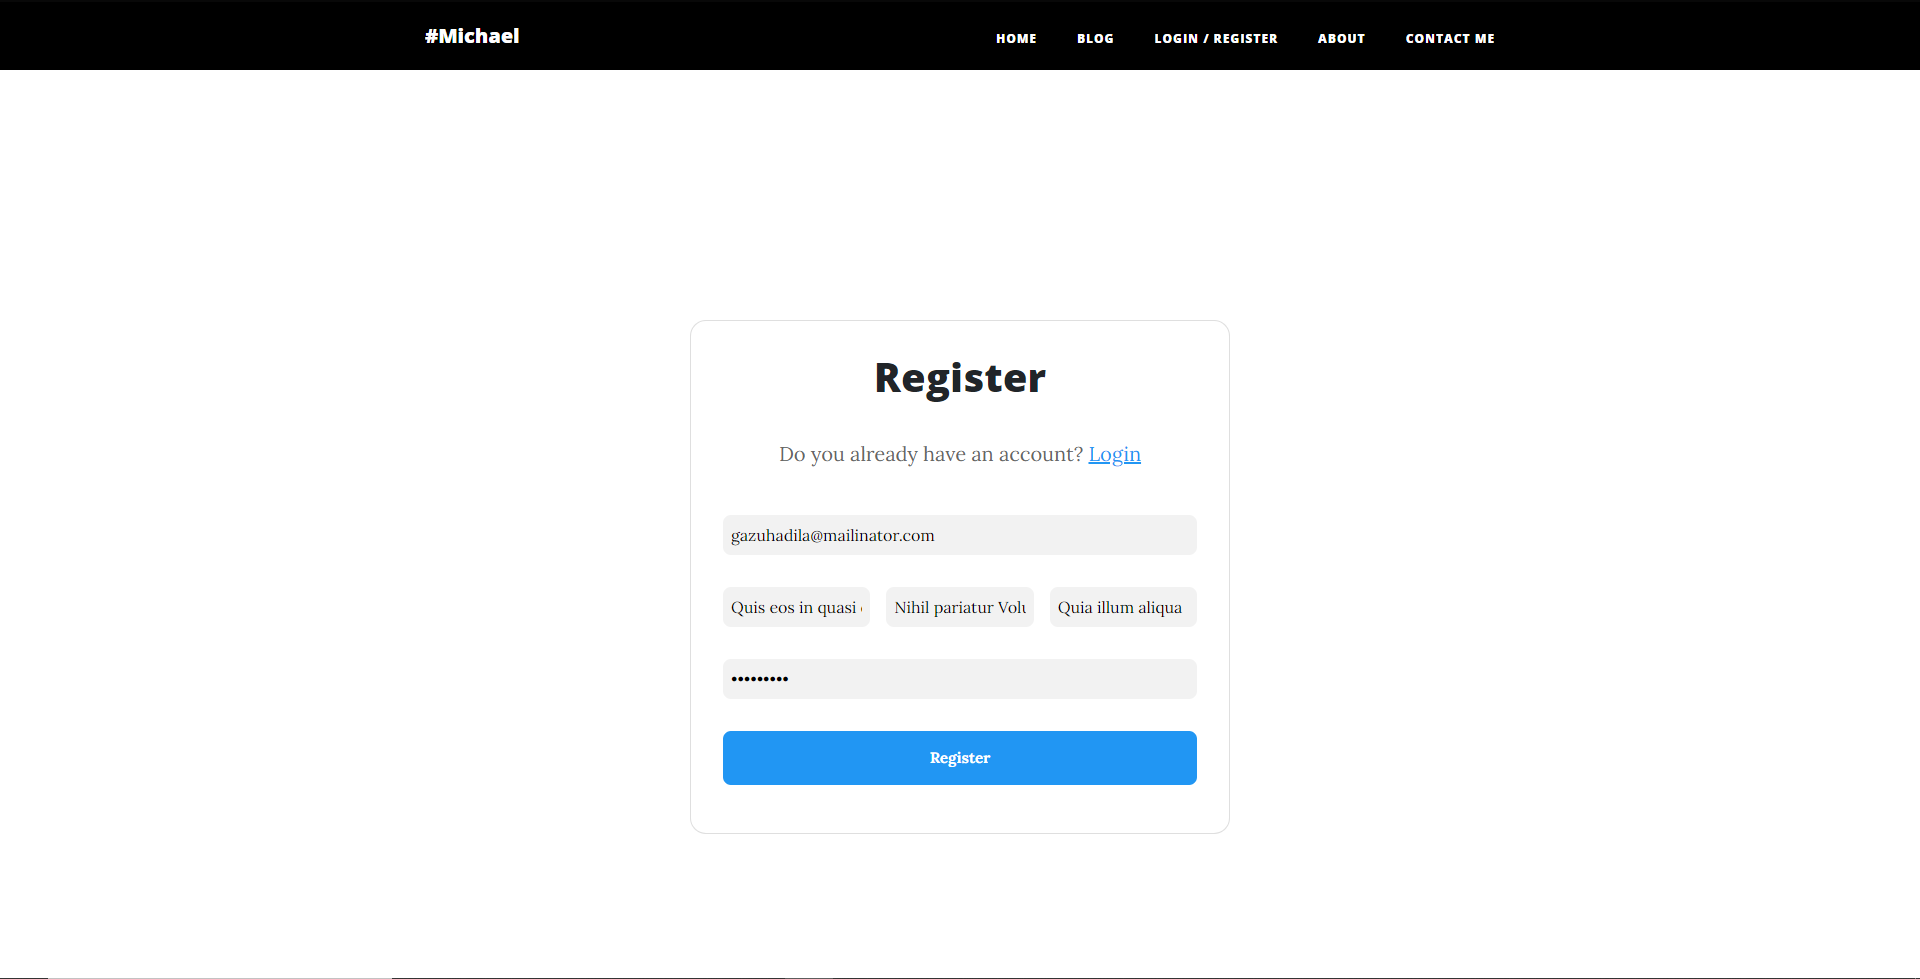 #Michael
HOME BLOG LOGIN / REGISTER ABOUT CONTACT ME
Register
Do you already have an account? Login
gazuhadila@mailinator.com
Quis eos in quasi
Nihil pariatur Volu
Quia illum aliqua
•••••••••
Register